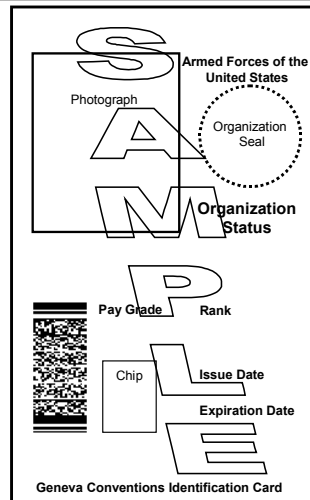 SAMPLE
Armed Forces of the
United States
Photograph
Organization
Seal
Organization
Status
Pay Grade
Rank
Chip
Issue Date
Expiration Date
Geneva Conventions Identification Card